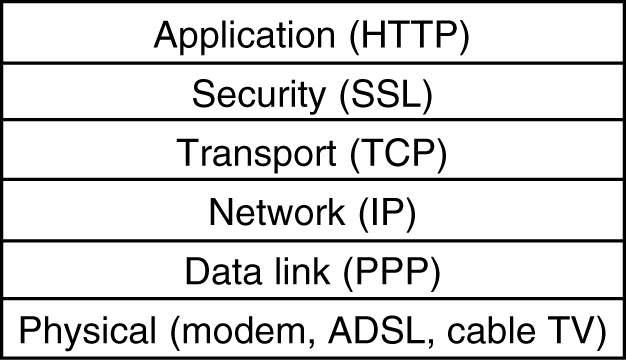 Application (HTTP)
Security (SSL)
Transport (TCP)
Network (IP)
Data link (PPP)
Physical (modem, ADSL, cable TV)